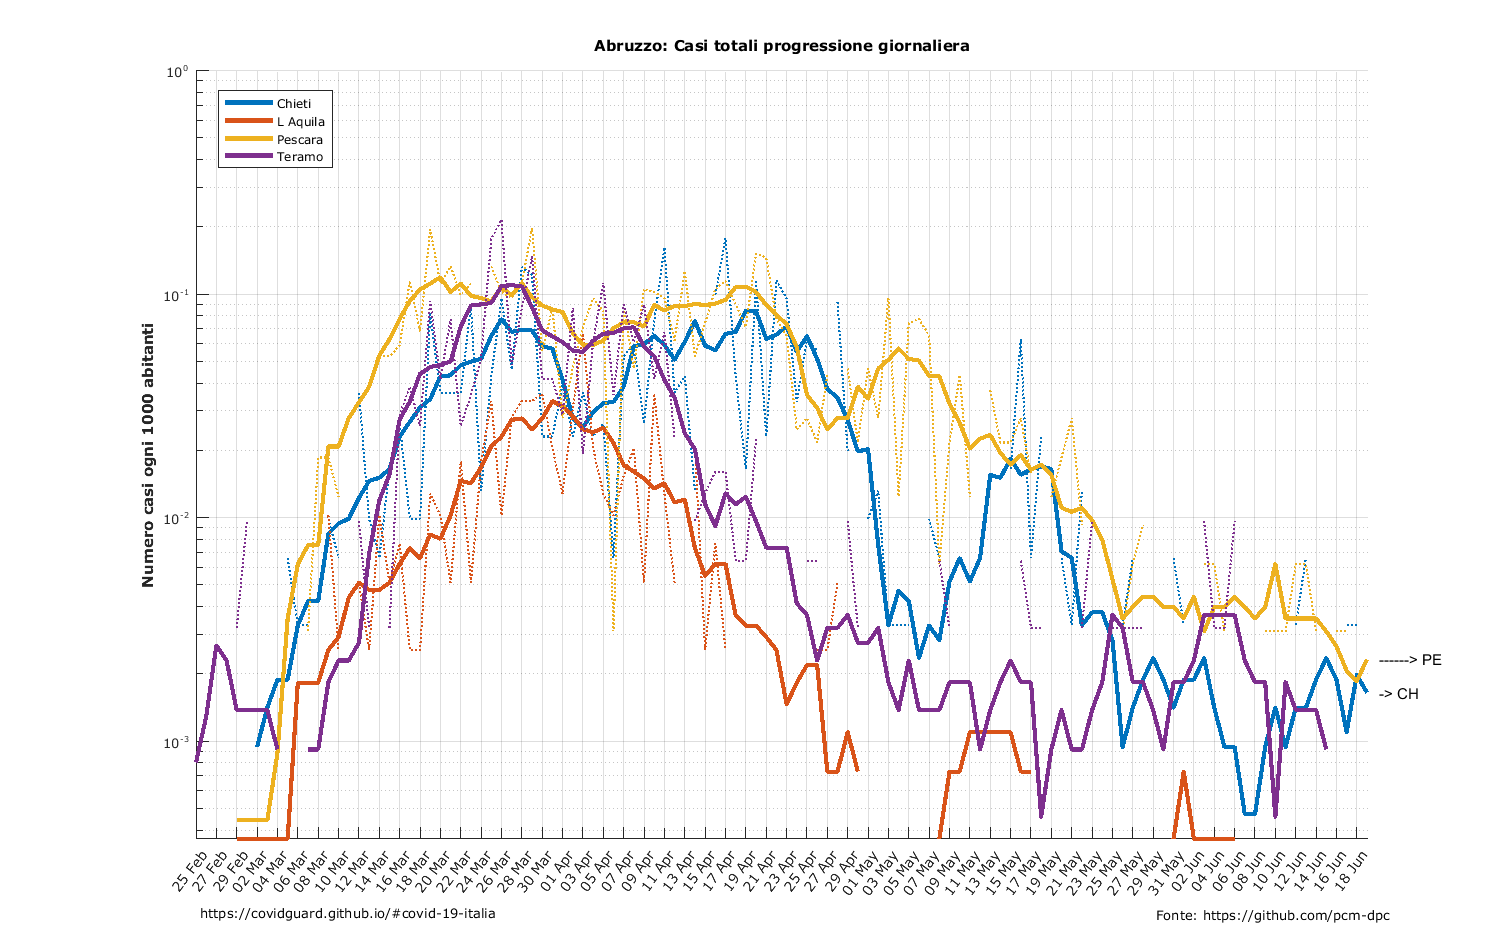 Abruzzo: Casi totali progressione giornaliera
Numero casi ogni 1000 abitanti
10^0
10^-1
10^-2
10^-3
Chieti
L Aquila
Pescara
Teramo
------> PE
-> CH
25 Feb
27 Feb
29 Feb
02 Mar
04 Mar
06 Mar
08 Mar
10 Mar
12 Mar
14 Mar
16 Mar
18 Mar
20 Mar
22 Mar
24 Mar
26 Mar
28 Mar
30 Mar
01 Apr
03 Apr
05 Apr
07 Apr
09 Apr
11 Apr
13 Apr
15 Apr
17 Apr
19 Apr
21 Apr
23 Apr
25 Apr
27 Apr
29 Apr
01 May
03 May
05 May
07 May
09 May
11 May
13 May
15 May
17 May
19 May
21 May
23 May
25 May
27 May
29 May
31 May
02 Jun
04 Jun
06 Jun
08 Jun
10 Jun
12 Jun
14 Jun
16 Jun
18 Jun
https://covidguard.github.io/#covid-19-italia
Fonte: https://github.com/pcm-dpc